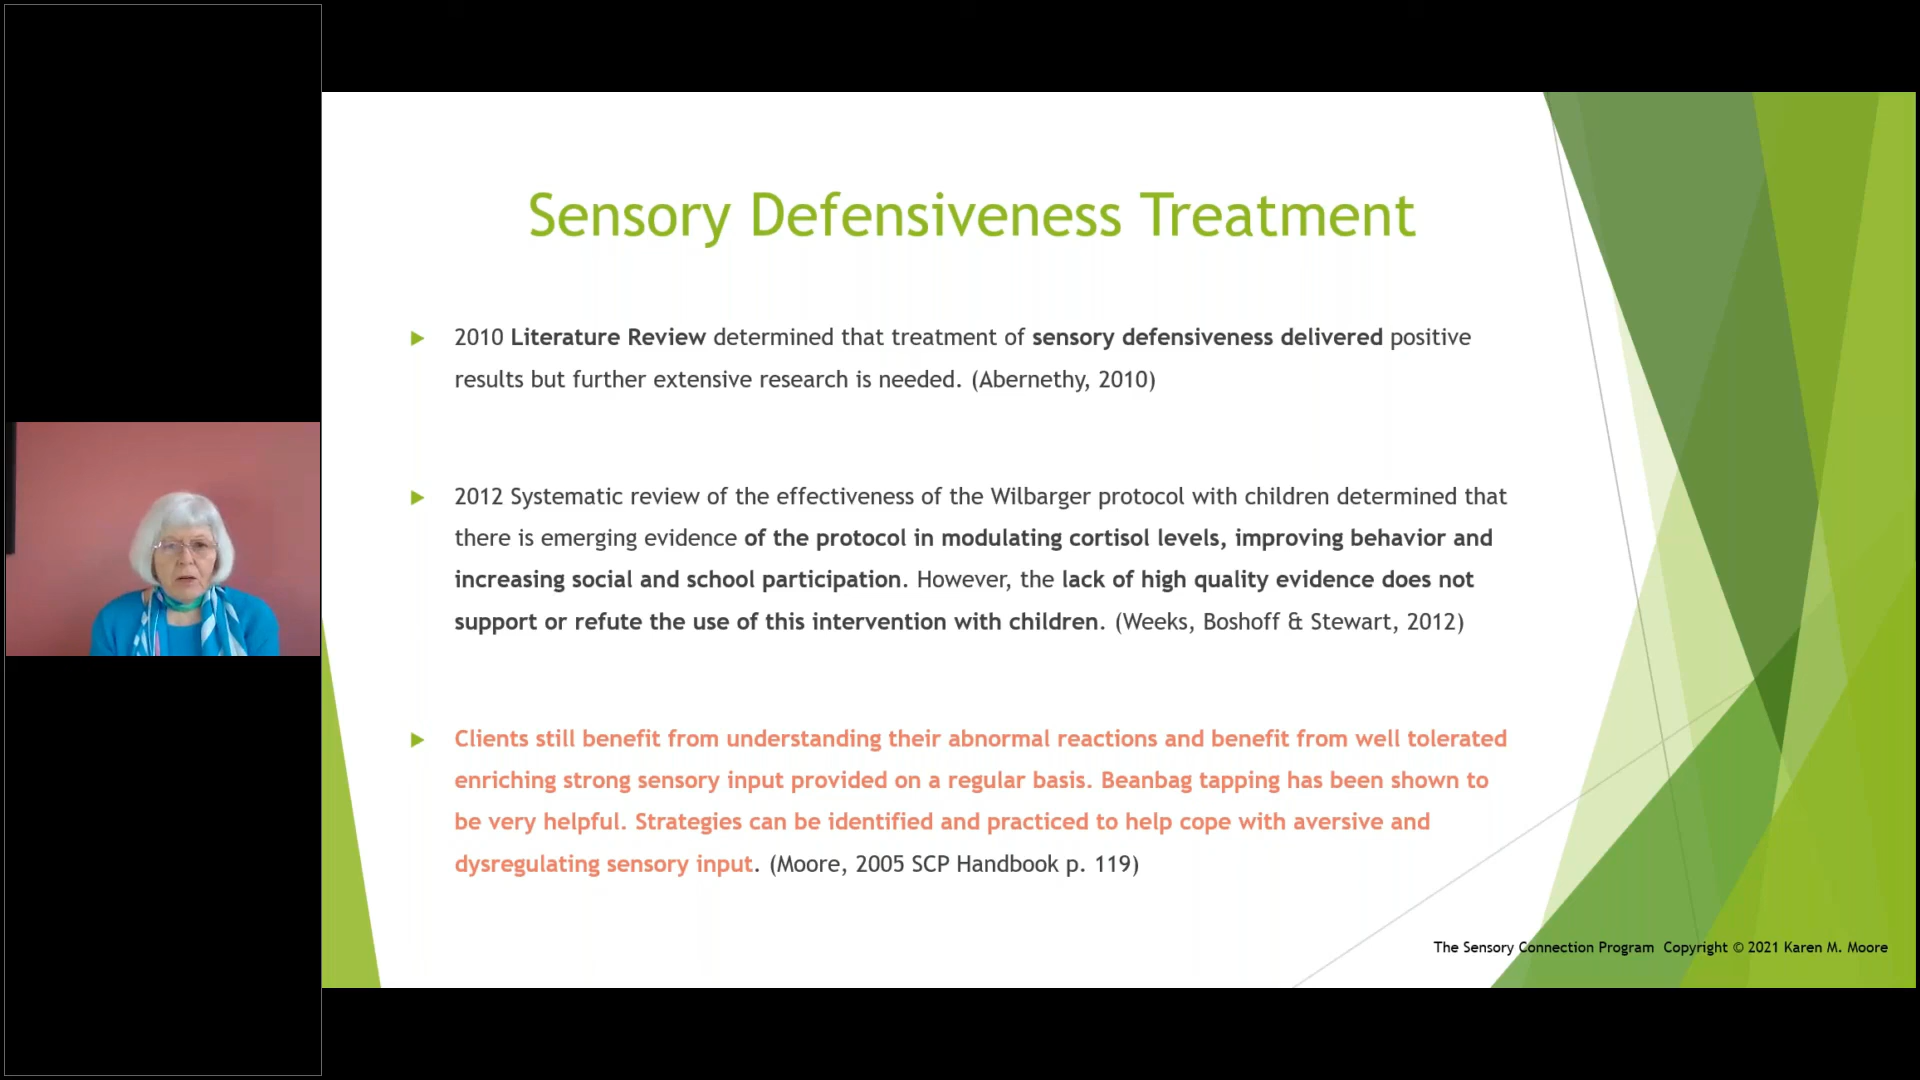 Sensory Defensiveness Treatment
2010 Literature Review determined that treatment of sensory defensiveness delivered positive
results but further extensive research is needed. (Abernethy, 2010)
2012 Systematic review of the effectiveness of the Wilbarger protocol with children determined that
there is emerging evidence of the protocol in modulating cortisol levels, improving behavior and
increasing social and school participation. However, the lack of high quality evidence does not
support or refute the use of this intervention with children. (Weeks, Boshoff & Stewart, 2012)
Clients still benefit from understanding their abnormal reactions and benefit from well tolerated
enriching strong sensory input provided on a regular basis. Beanbag tapping has been shown to
be very helpful. Strategies can be identified and practiced to help cope with aversive and
dysregulating sensory input. (Moore, 2005 SCP Handbook p. 119)
The Sensory Connection Program Copyright © 2021 Karen M. Moore